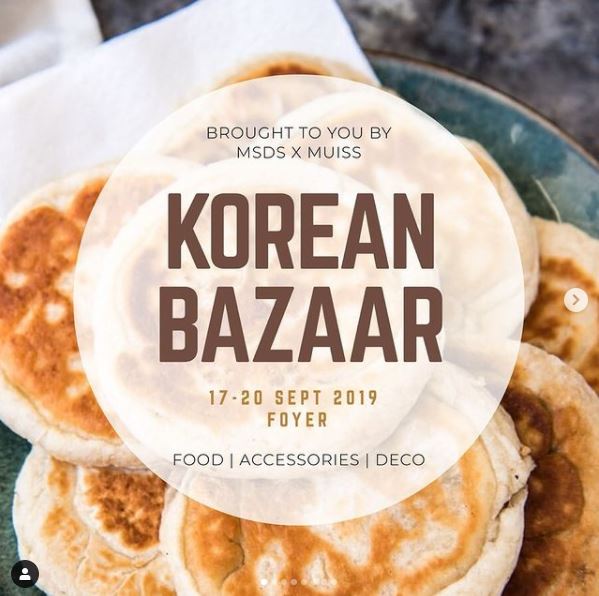 BROUGHT TO YOU BY
MSDS X MUISS
KOREAN
BAZAAR
17-20 SEPT 2019
FOYER
FOOD | ACCESSORIES | DECO